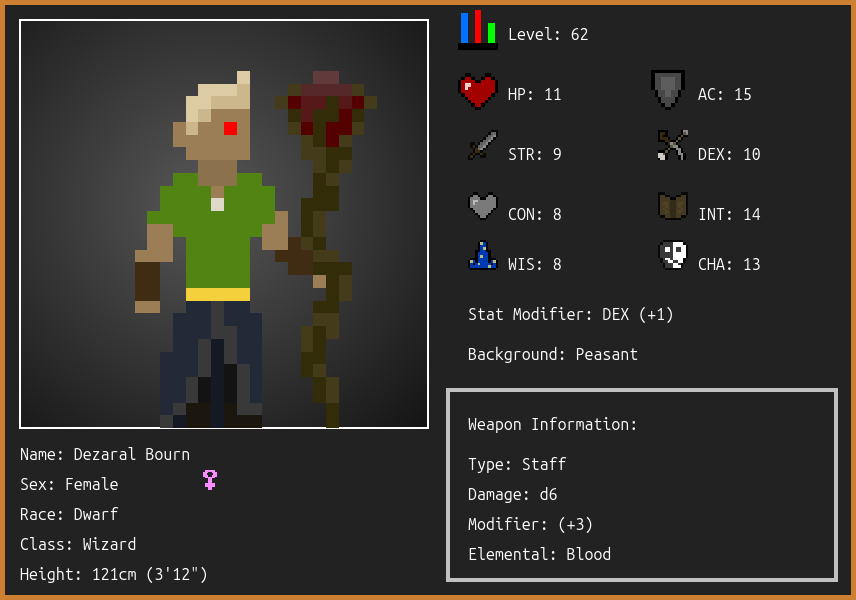 Level: 62
HP: 11
AC: 15
STR: 9
DEX: 10
CON: 8
INT: 14
WIS: 8
CHA: 13
Stat Modifier: DEX (+1)
Background: Peasant
Weapon Information:
Type: Staff
Damage: d6
Modifier: (+3)
Elemental: Blood
Name: Dezaral Bourn
Sex: Female
Race: Dwarf
Class: Wizard
Height: 121cm (3'12")